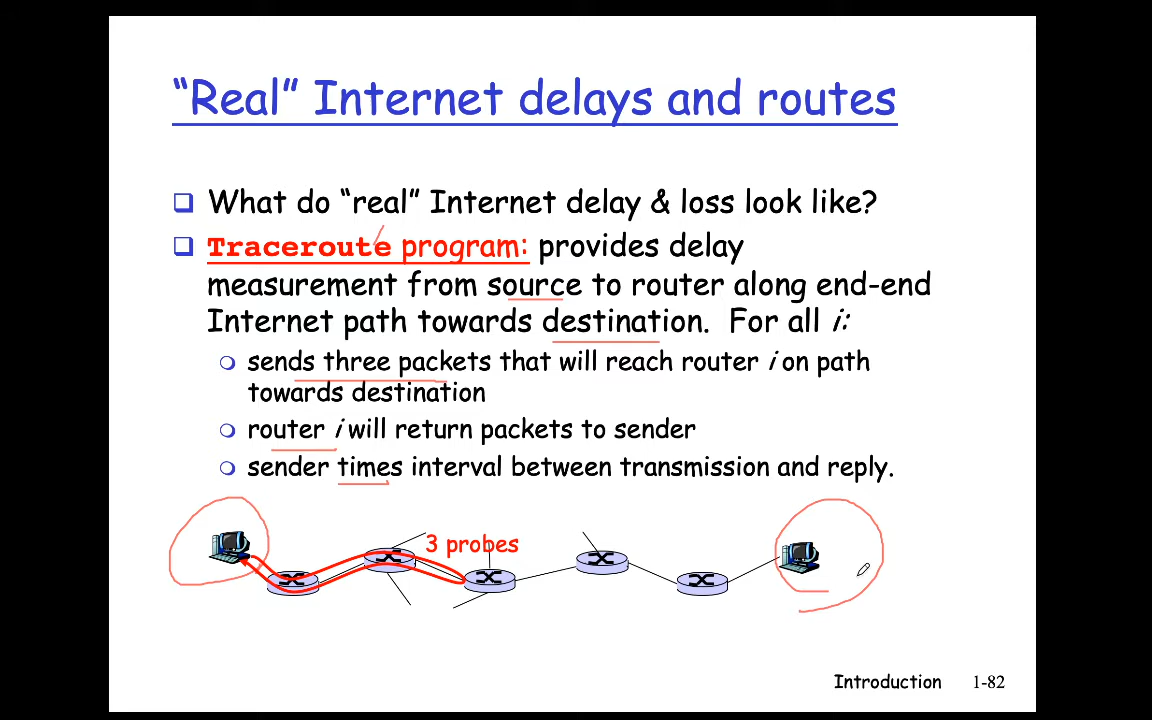 “Real” Internet delays and routes
What do “real” Internet delay & loss look like?
Traceroute program: provides delay
measurement from source to router along end-end
Internet path towards destination. For all i:
sends three packets that will reach router i on path
towards destination
router i will return packets to sender
sender times interval between transmission and reply.
3 probes
Introduction 1-82